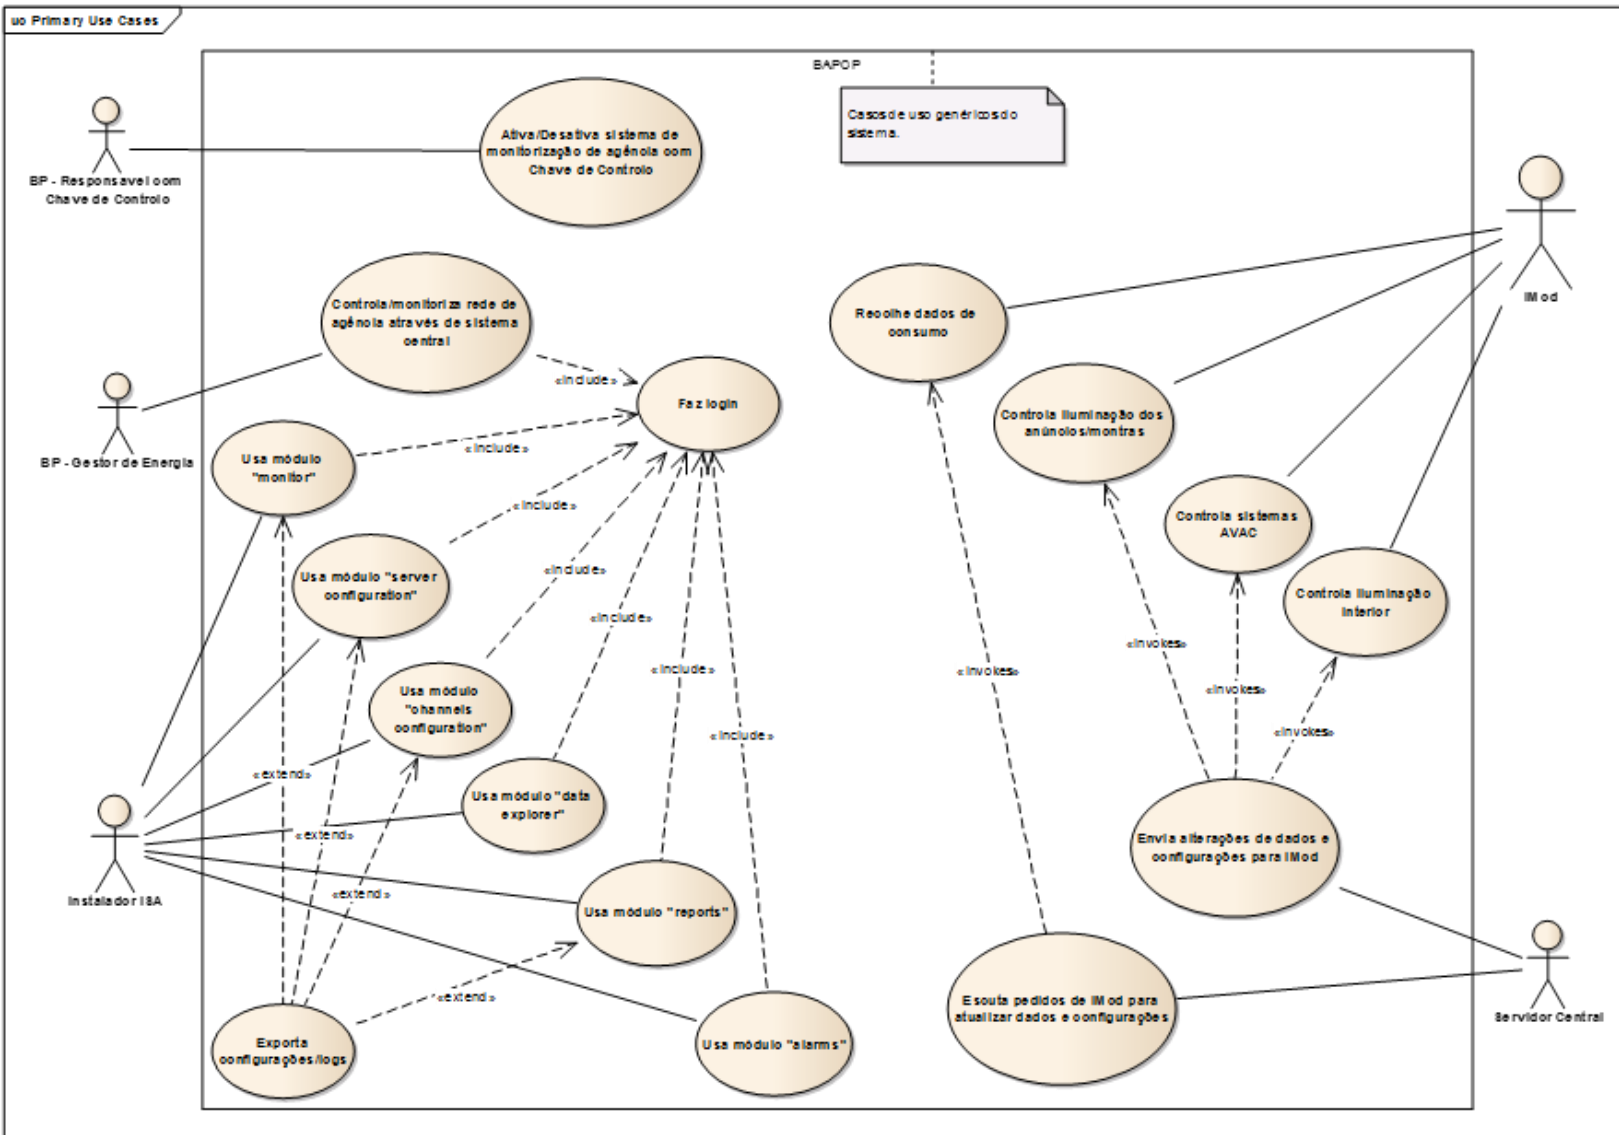 uc Primary Use Cases
BAPOP
Casos de uso genéricos do
sistema.
Ativa/Desativa sistema de
monitorização de agência com
Chave de Controlo
BP - Responsavel com
Chave de Controlo
IMod
Controla/monitoriza rede de
agência através de sistema
central
Recolhe dados de
consumo
«include»
Faz login
Controla iluminação dos
anúncios/montras
BP - Gestor de Energia
Usa módulo
"monitor"
«include»
«include»
Controla sistemas
AVAC
Usa módulo "server
configuration"
«include»
Controla iluminação
interior
«include»
«invokes»
«include»
«invokes»
Usa módulo
"channels
configuration"
«invokes»
«include»
«invokes»
«extend»
Usa módulo "data
explorer"
«extend»
Envia alterações de dados e
configurações para IMod
«extend»
Instalador ISA
Usa módulo "reports"
«extend»
Escuta pedidos de IMod para
atualizar dados e configurações
Servidor Central
Exporta
configurações/logs
Usa módulo "alarms"